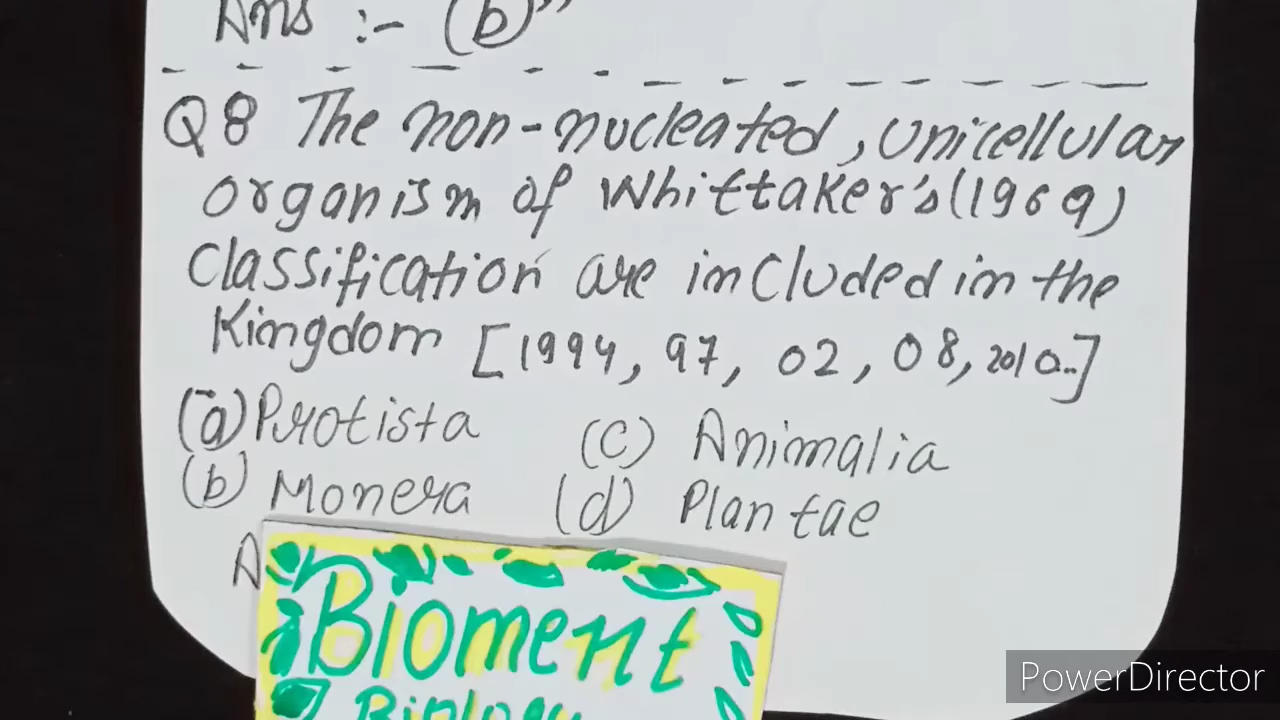 Ans :- (b)"
Q8 The non-nucleated, Unicellular
organism of Whittaker's (1969)
Classification are included in the
Kingdom [1994, 97, 02, 08, 2010..]
(a) Protista
(c) Animalia
(b) Monera
(d) Plantae
A
Bioment
Biology
PowerDirector